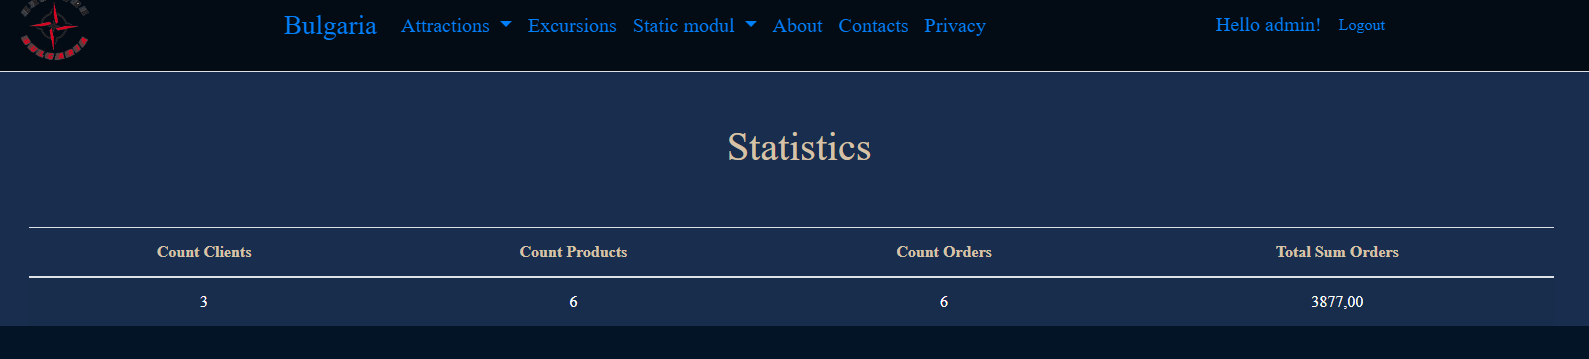 Bulgaria Attractions Excursions Static modul About Contacts Privacy Hello admin! Logout
Statistics
Count Clients Count Products Count Orders Total Sum Orders
3 6 6 3877,00